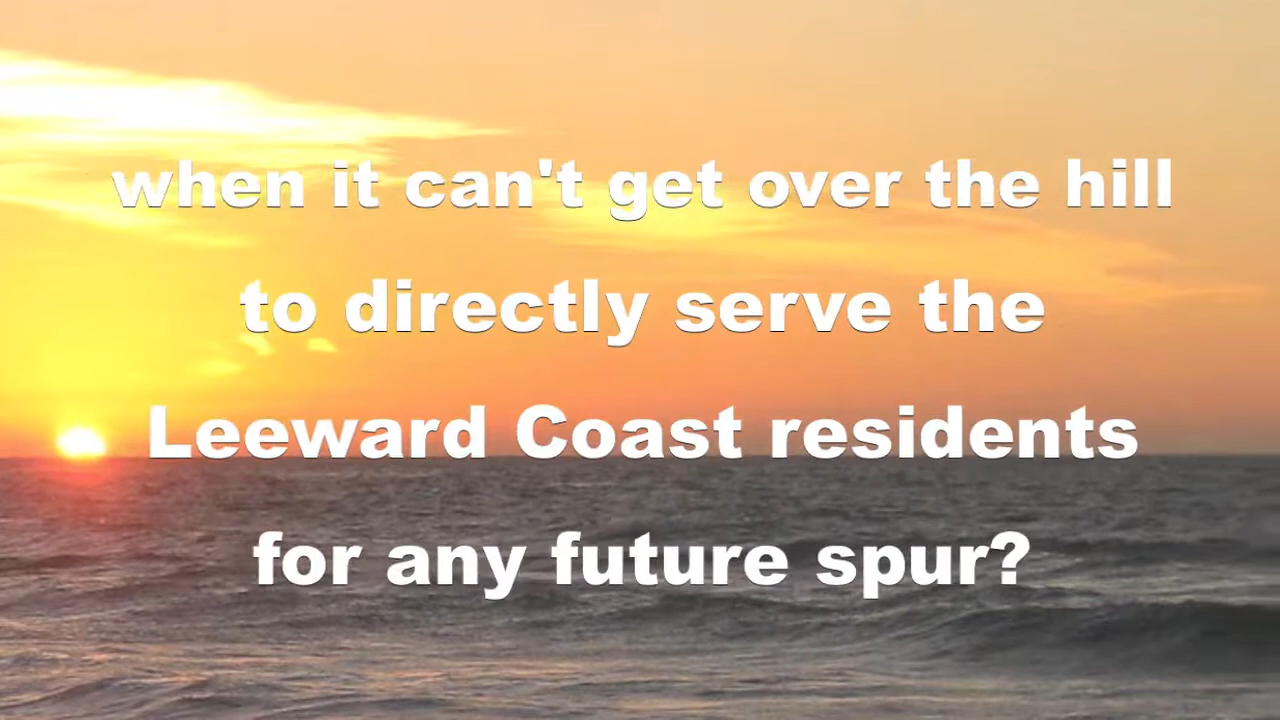 when it can't get over the hill
to directly serve the
Leeward Coast residents
for any future spur?